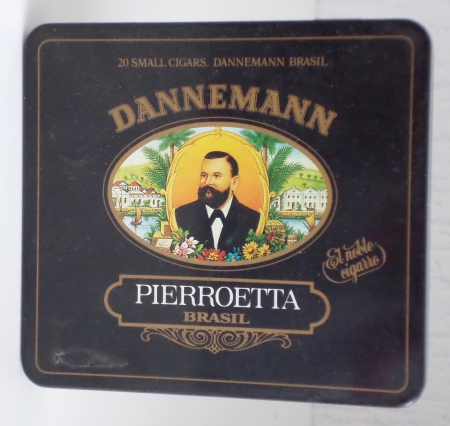 20 SMALL CIGARS. DANNEMANN BRASIL
DANNEMANN
El noble
cigarro
PIERROETTA
BRASIL